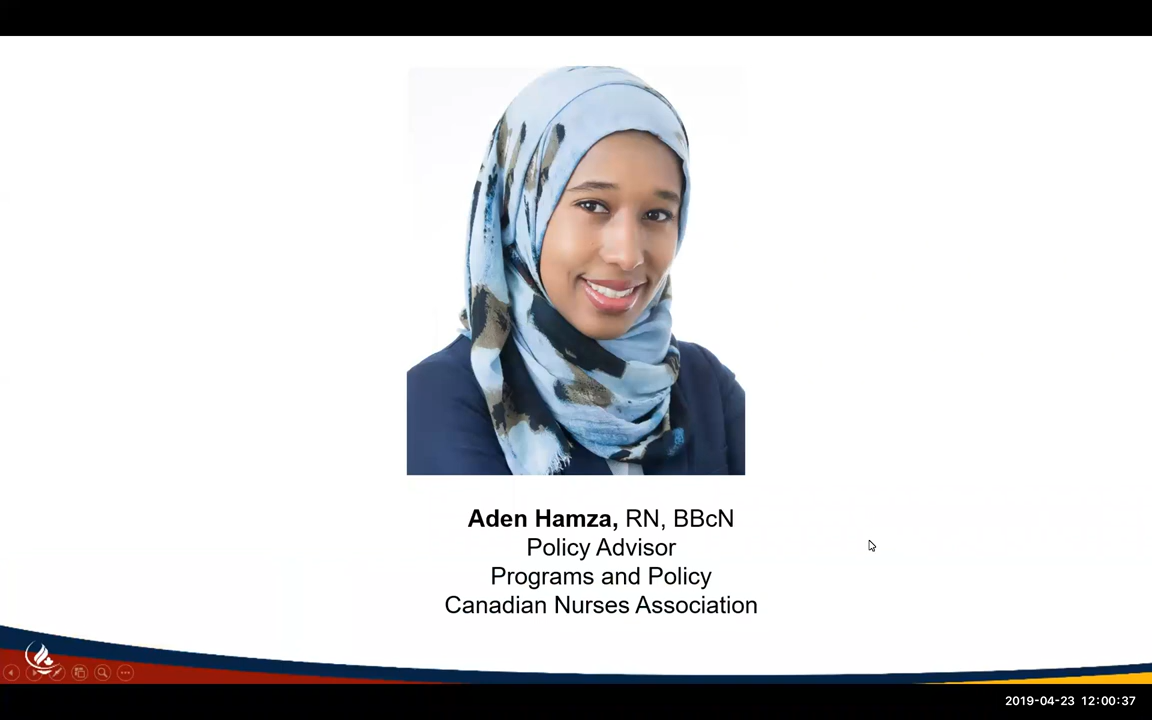 Aden Hamza, RN, BBcN
Policy Advisor
Programs and Policy
Canadian Nurses Association
2019-04-23 12:00:37